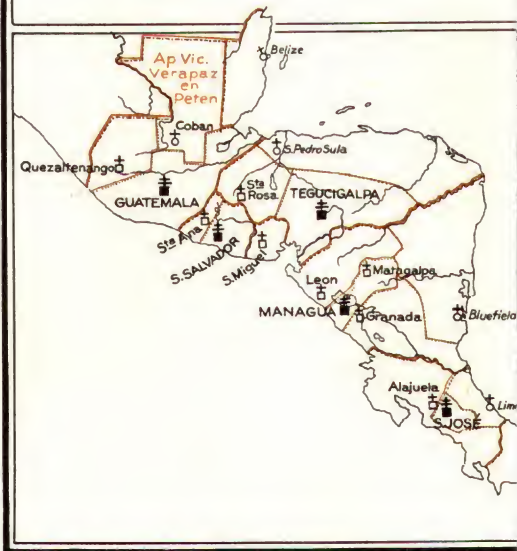 Belize
Ap Vic.
Verapaz
en
Peten
Coban
S.Pedro Sula
Quezaltenango
Sta
Rosa
TEGUCIGALPA
GUATEMALA
Sta Ana
S.SALVADOR
S.Miguel
Leon
Matagalpa
MANAGUA
Granada
Bluefield
Alajuela
S.JOSÉ
Lim